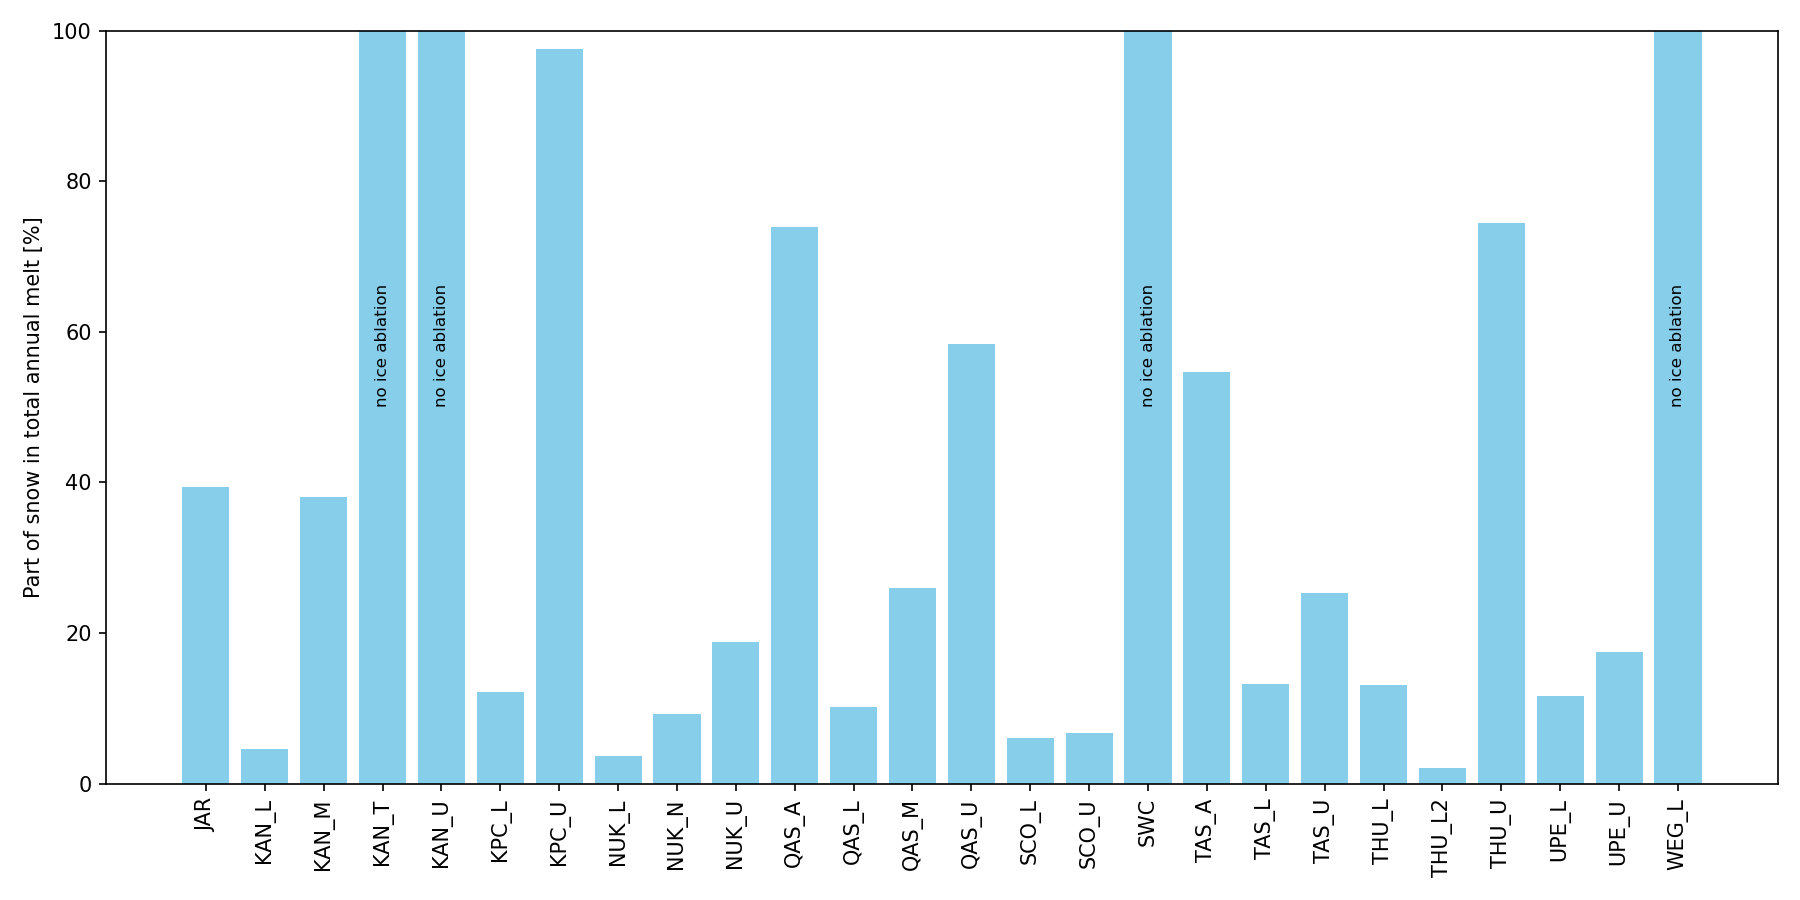 Part of snow in total annual melt [%]
100
80
60
40
20
0
no ice ablation
no ice ablation
no ice ablation
no ice ablation
JAR
KAN_L
KAN_M
KAN_T
KAN_U
KPC_L
KPC_U
NUK_L
NUK_N
NUK_U
QAS_A
QAS_L
QAS_M
QAS_U
SCO_L
SCO_U
SWC
TAS_A
TAS_L
TAS_U
THU_L
THU_L2
THU_U
UPE_L
UPE_U
WEG_L